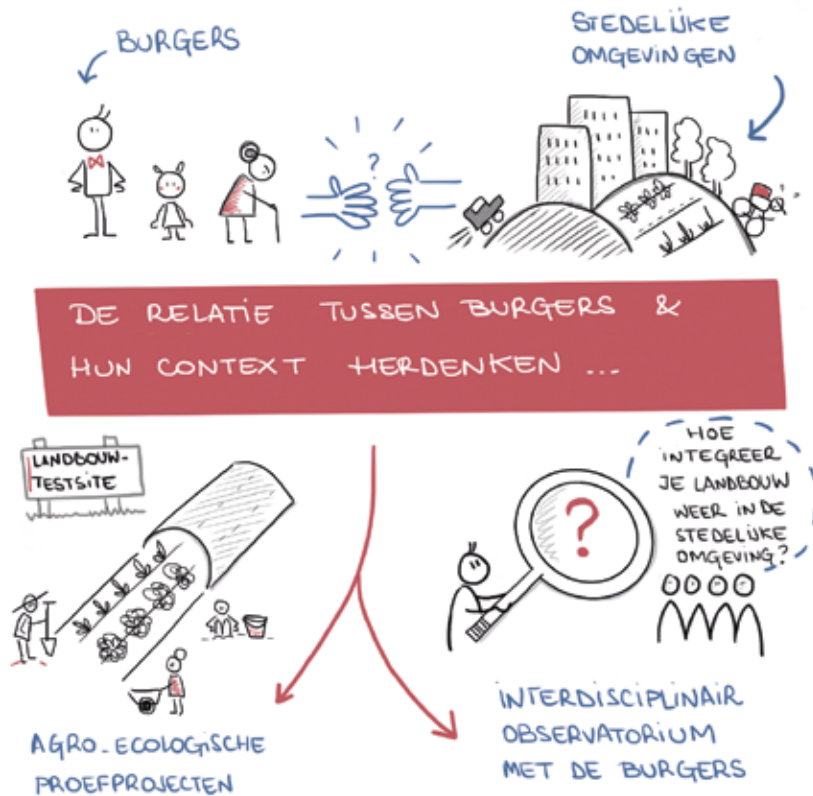 BURGERS
STEDELIJKE
OMGEVINGEN
?
DE RELATIE TUSSEN BURGERS &
HUN CONTEXT HERDENKEN ...
LANDBOUW-
TESTSITE
?
HOE
INTEGREER
JE LANDBOUW
WEER IN DE
STEDELIJKE
OMGEVING?
AGRO-ECOLOGISCHE
PROEFPROJECTEN
INTERDISCIPLINAIR
OBSERVATORIUM
MET DE BURGERS